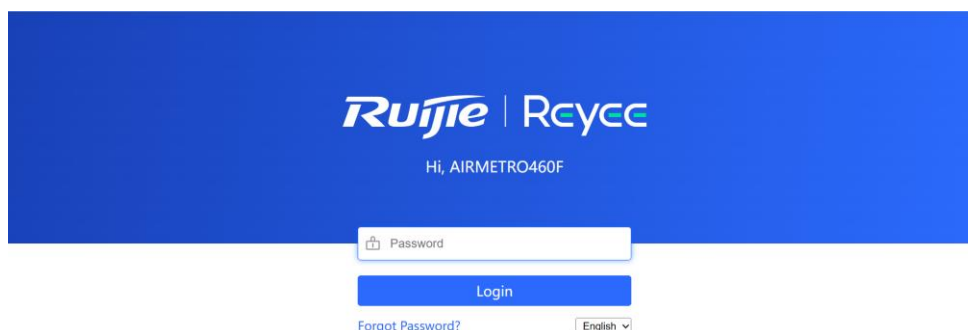 Ruijie | Reyee
Hi, AIRMETRO460F
Password
Login
Forgot Password? English